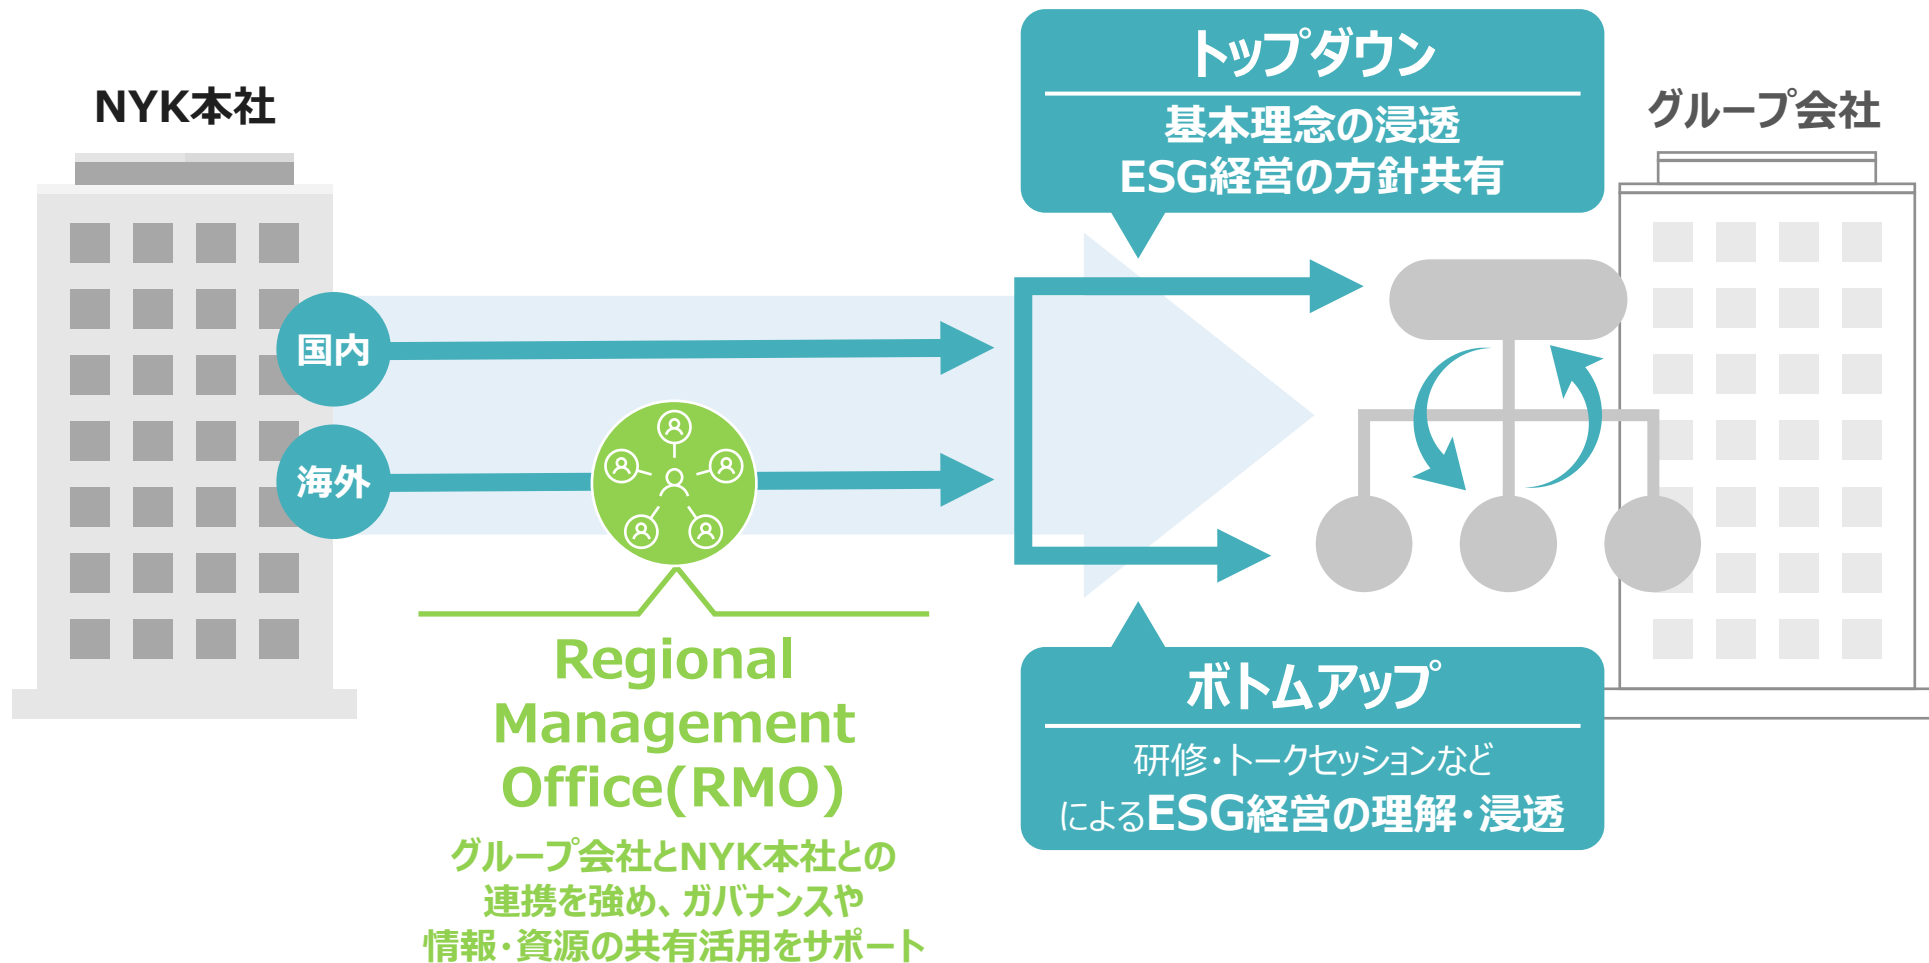 NYK本社
国内
海外
Regional
Management
Office(RMO)
グループ会社とNYK本社との
連携を強め、ガバナンスや
情報・資源の共有活用をサポート
トップダウン
基本理念の浸透
ESG経営の方針共有
ボトムアップ
研修・トークセッションなど
によるESG経営の理解・浸透
グループ会社